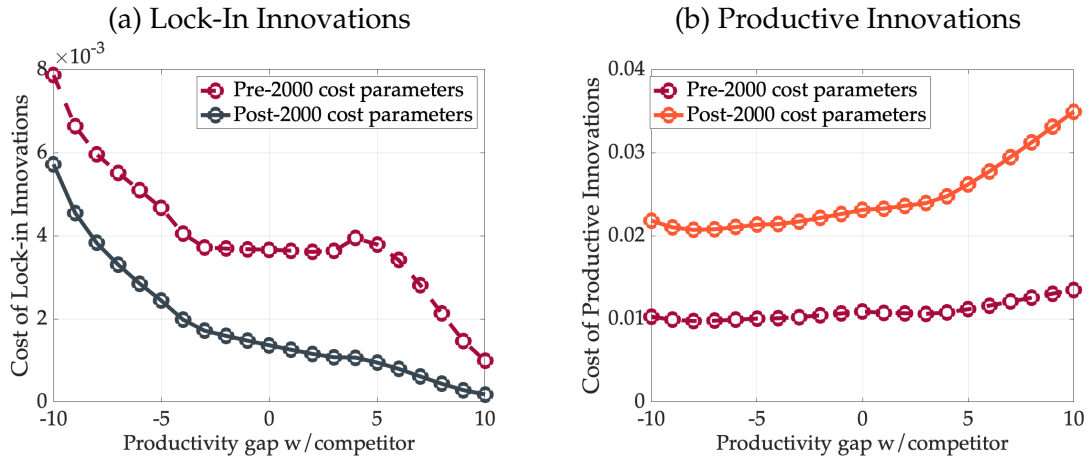 (a) Lock-In Innovations
×10⁻³
Cost of Lock-in Innovations
8
6
4
2
0
Pre-2000 cost parameters
Post-2000 cost parameters
-10 -5 0 5 10
Productivity gap w/competitor
(b) Productive Innovations
Cost of Productive Innovations
0.04
0.03
0.02
0.01
0
Pre-2000 cost parameters
Post-2000 cost parameters
-10 -5 0 5 10
Productivity gap w/competitor